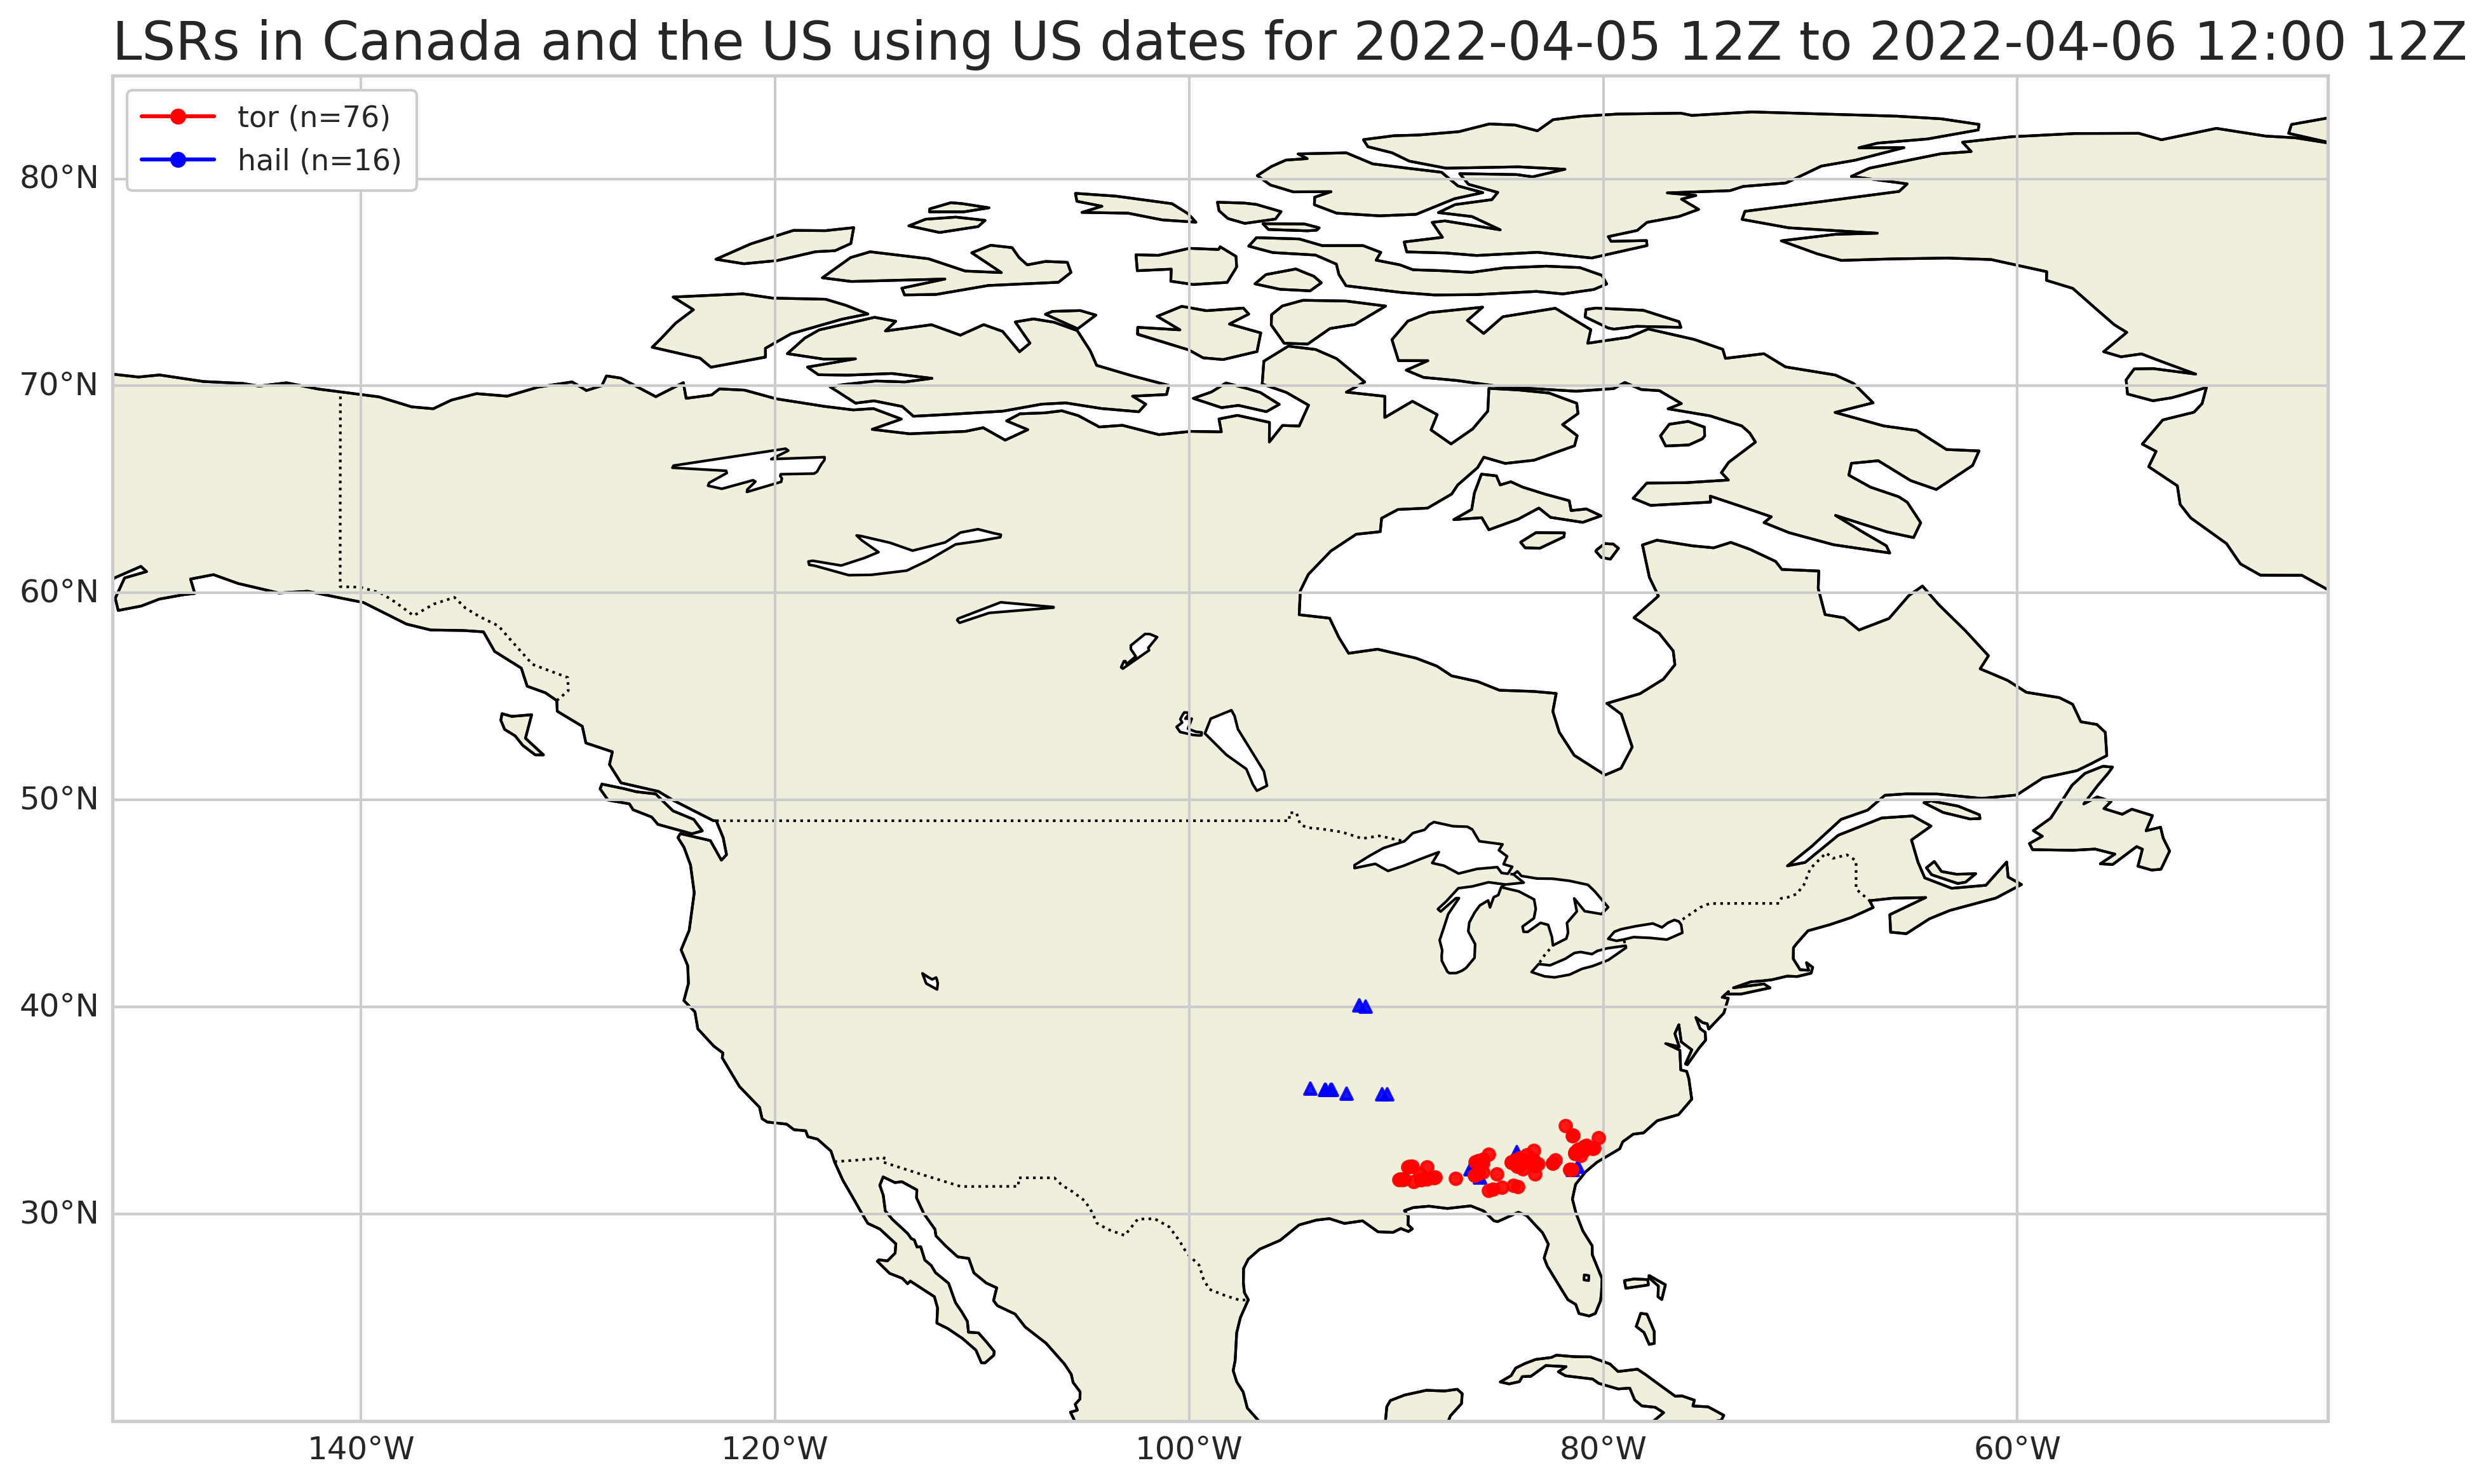 LSRs in Canada and the US using US dates for 2022-04-05 12Z to 2022-04-06 12:00 12Z
tor (n=76)
hail (n=16)
80°N
70°N
60°N
50°N
40°N
30°N
140°W
120°W
100°W
80°W
60°W